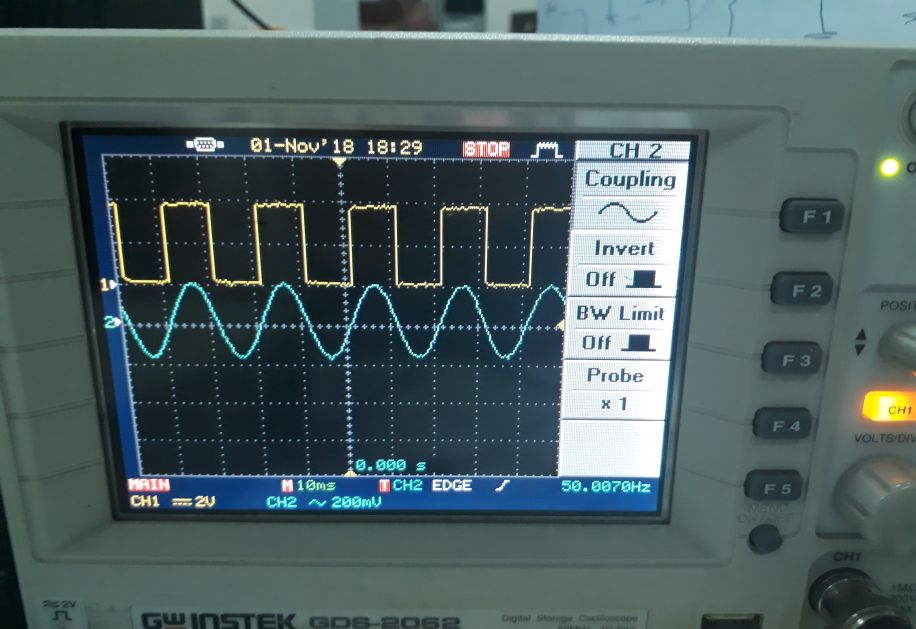 01-Nov'18 18:29 STOP
CH 2
Coupling
Invert
Off
BW Limit
Off
Probe
x 1
1
2
0.000 s
MAIN M 10ms T CH2 EDGE 50.0070Hz
CH1 2V CH2 200mV
F 1
F 2
F 3
F 4
F 5
CH1
VOLTS/DIV
CH1
≈2V
GW INSTEK GDS-2062
Digital Storage Oscilloscope